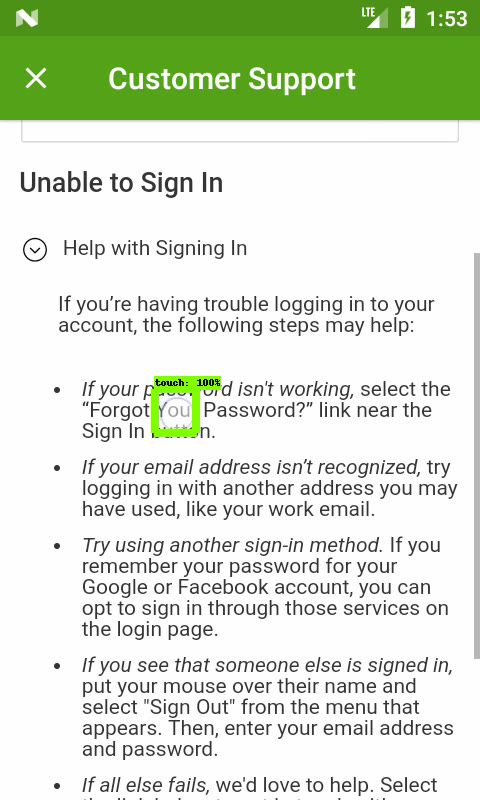 LTE 1:53
Customer Support
Unable to Sign In
Help with Signing In
If you're having trouble logging in to your
account, the following steps may help:
touch: 100%
• If your password isn't working, select the
“Forgot You Password?” link near the
Sign In button.
• If your email address isn’t recognized, try
logging in with another address you may
have used, like your work email.
• Try using another sign-in method. If you
remember your password for your
Google or Facebook account, you can
opt to sign in through those services on
the login page.
• If you see that someone else is signed in,
put your mouse over their name and
select "Sign Out" from the menu that
appears. Then, enter your email address
and password.
• If all else fails, we'd love to help. Select